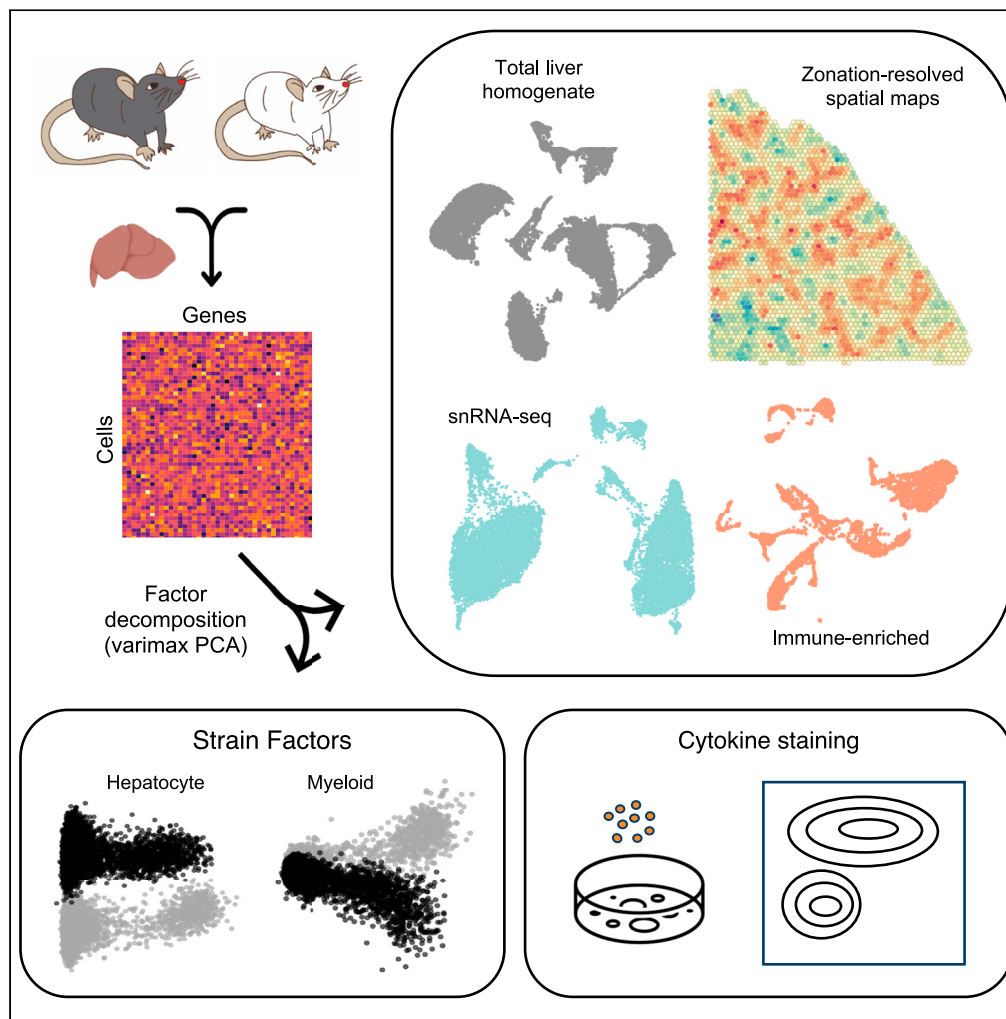 Total liver
homogenate
Zonation-resolved
spatial maps
Genes
Cells
snRNA-seq
Immune-enriched
Factor
decomposition
(varimax PCA)
Strain Factors
Hepatocyte
Myeloid
Cytokine staining